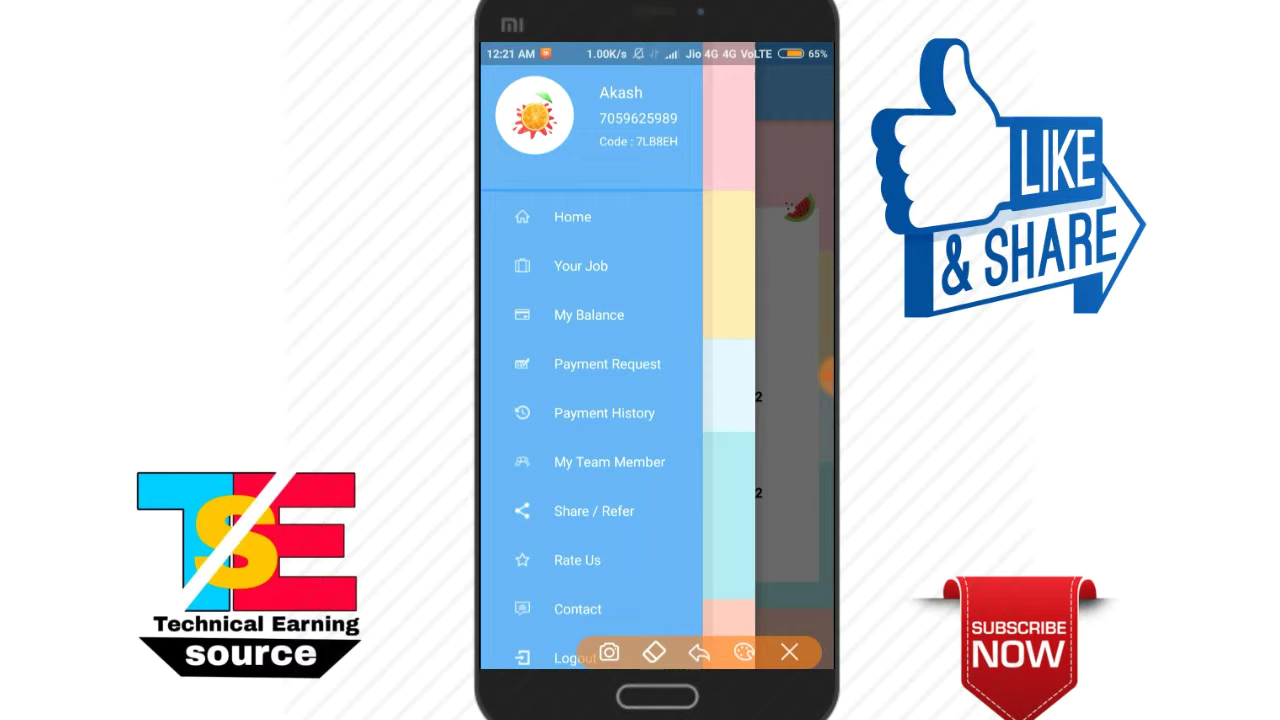 12:21 AM 1.00K/s Jio 4G 4G VoLTE 65%
Akash
7059625989
Code : 7LB8EH
Home
Your Job
My Balance
Payment Request
Payment History
My Team Member
Share / Refer
Rate Us
Contact
Logout
2
2
LIKE
& SHARE
TSE
Technical Earning
source
SUBSCRIBE
NOW